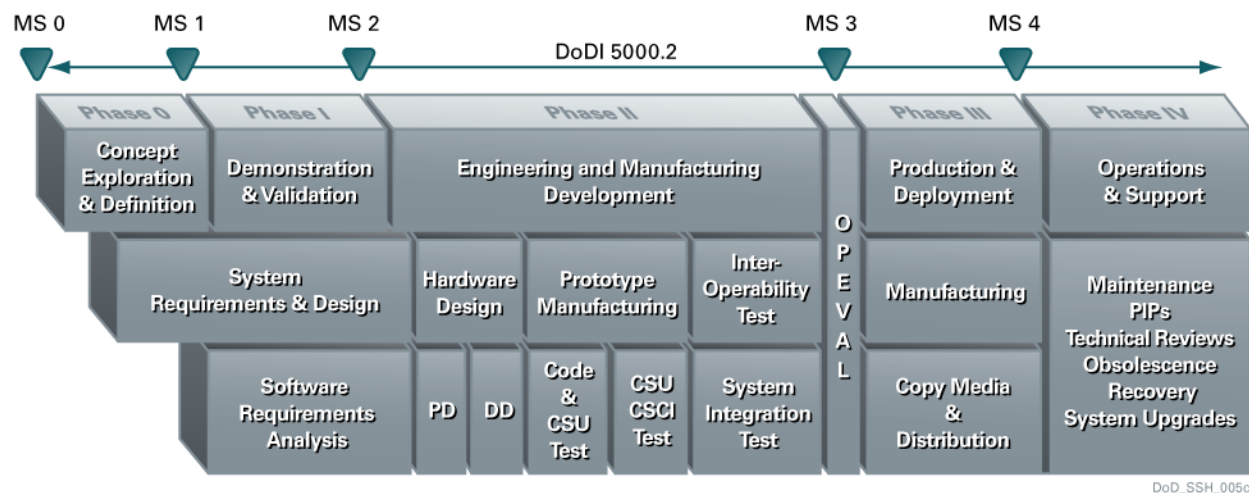 MS 0
MS 1
MS 2
MS 3
MS 4
DoDI 5000.2
Phase 0
Phase I
Phase II
Phase III
Phase IV
Concept
Exploration
& Definition
Demonstration
& Validation
Engineering and Manufacturing
Development
O
P
E
V
A
L
Production &
Deployment
Operations
& Support
System
Requirements & Design
Hardware
Design
Prototype
Manufacturing
Inter-
Operability
Test
Manufacturing
Maintenance
PIPs
Technical Reviews
Obsolescence
Recovery
System Upgrades
Software
Requirements
Analysis
PD
DD
Code
&
CSU
Test
CSU
CSCI
Test
System
Integration
Test
Copy Media
&
Distribution
DoD_SSH_005c